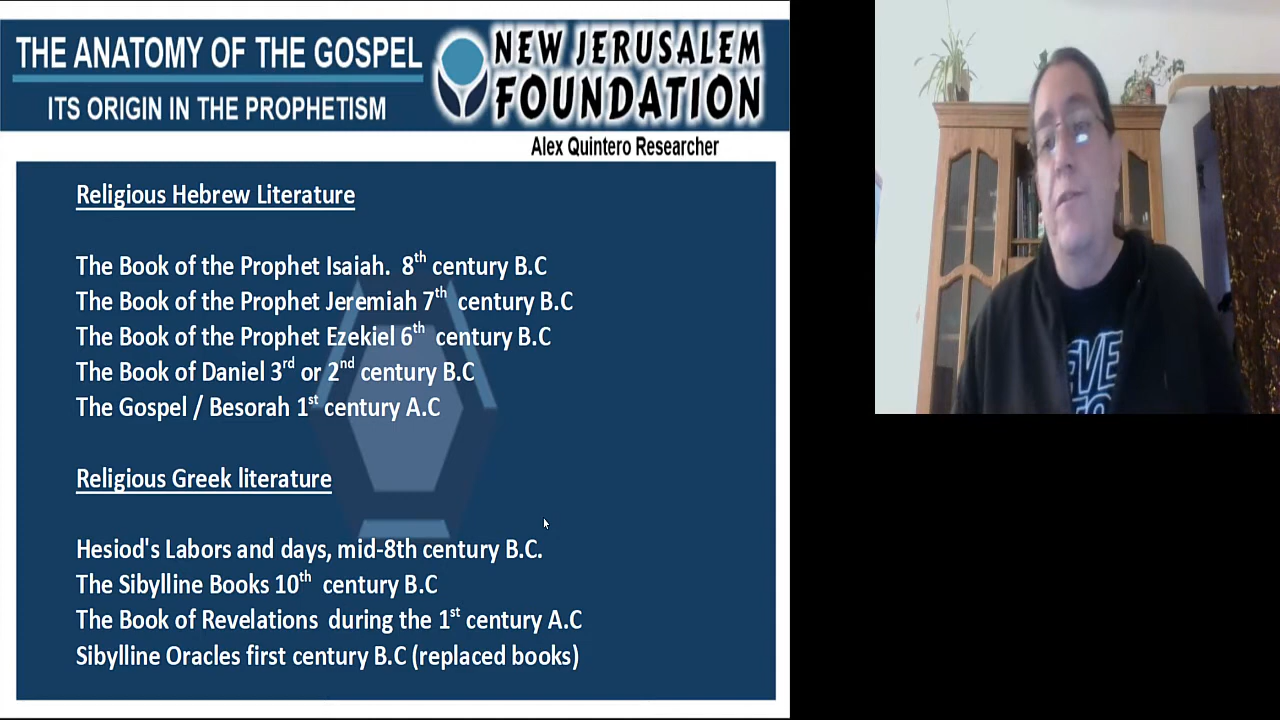 THE ANATOMY OF THE GOSPEL
ITS ORIGIN IN THE PROPHETISM
NEW JERUSALEM
FOUNDATION
Alex Quintero Researcher
Religious Hebrew Literature
The Book of the Prophet Isaiah. 8th century B.C
The Book of the Prophet Jeremiah 7th century B.C
The Book of the Prophet Ezekiel 6th century B.C
The Book of Daniel 3rd or 2nd century B.C
The Gospel / Besorah 1st century A.C
Religious Greek literature
Hesiod's Labors and days, mid-8th century B.C.
The Sibylline Books 10th century B.C
The Book of Revelations during the 1st century A.C
Sibylline Oracles first century B.C (replaced books)